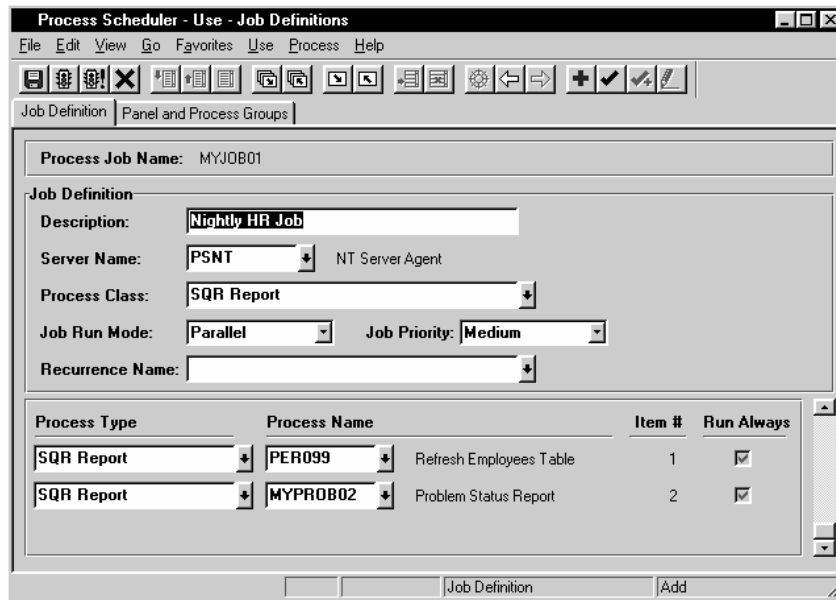 Process Scheduler - Use - Job Definitions
File Edit View Go Favorites Use Process Help
Job Definition Panel and Process Groups
Process Job Name: MYJOB01
Job Definition
Description: Nightly HR Job
Server Name: PSNT NT Server Agent
Process Class: SQR Report
Job Run Mode: Parallel Job Priority: Medium
Recurrence Name:
Process Type Process Name Item # Run Always
SQR Report PER099 Refresh Employees Table 1
SQR Report MYPROB02 Problem Status Report 2
Job Definition Add